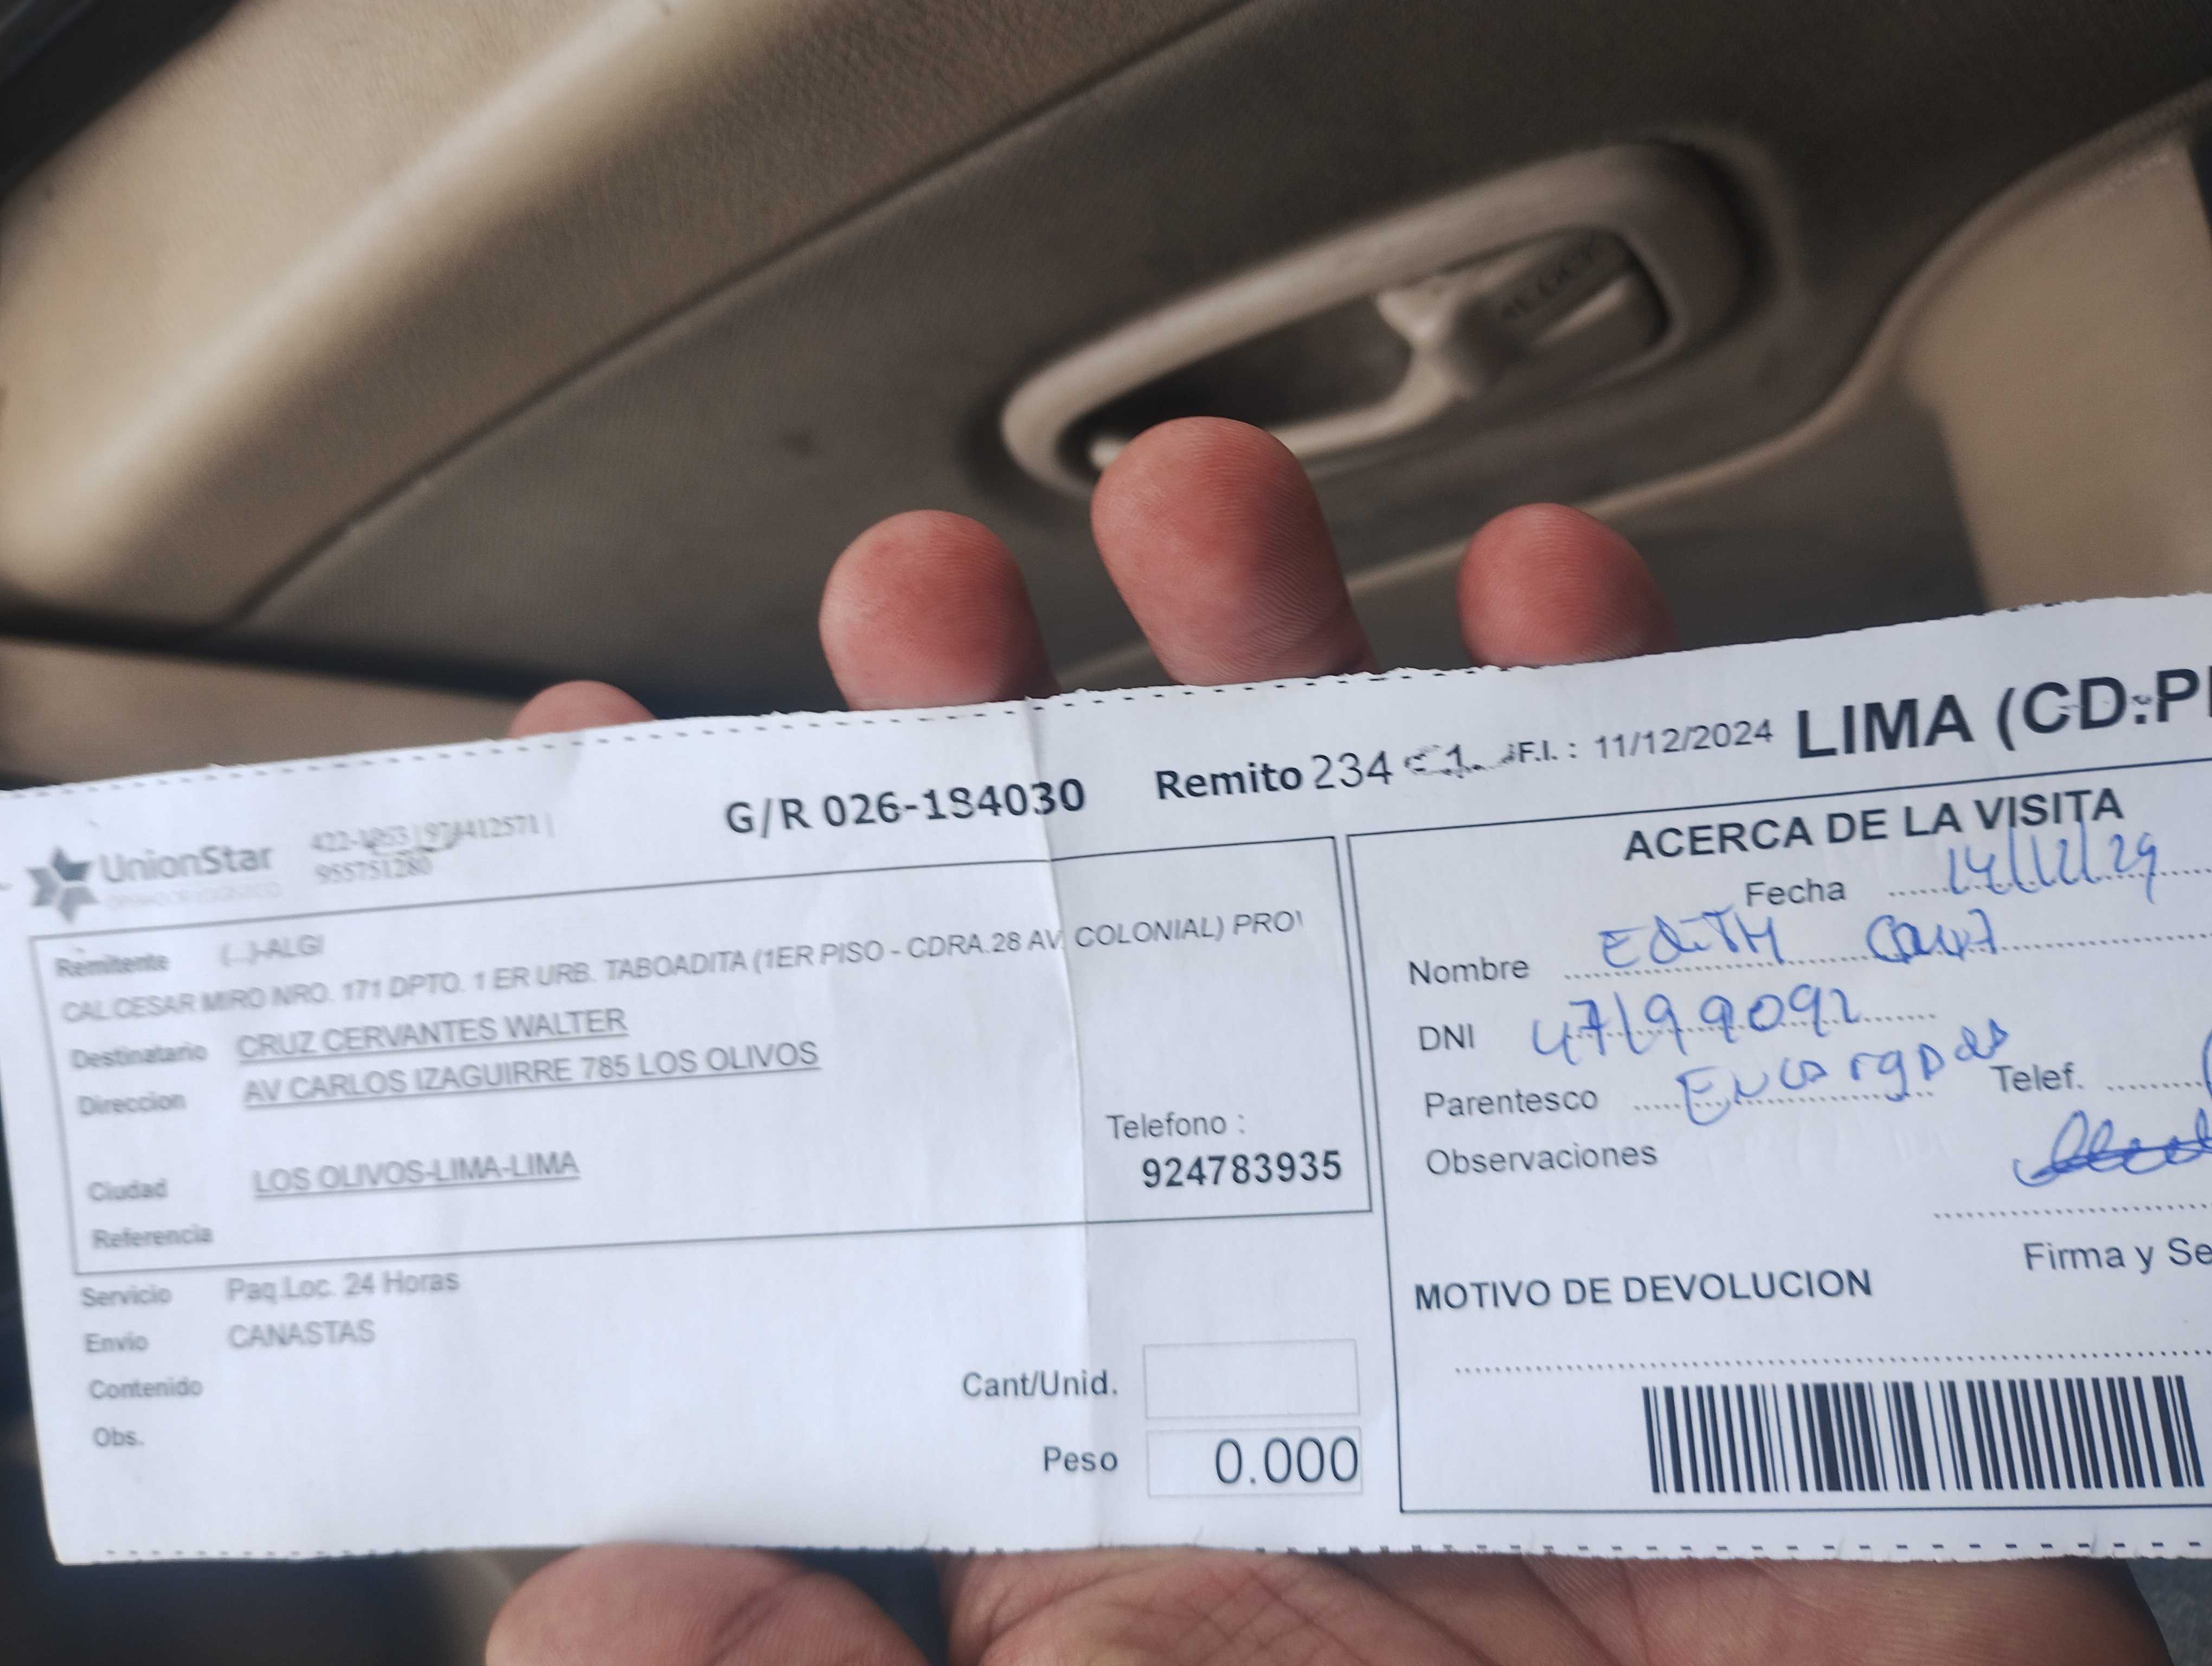 UnionStar
955751280
G/R 026-184030 Remito 234 F.I. : 11/12/2024 LIMA (CD.P
Remitente (...)-ALGI
CAL.CESAR MIRO NRO. 171 DPTO. 1 ER URB. TABOADITA (1ER PISO - CDRA.28 AV. COLONIAL) PRO
Destinatario CRUZ CERVANTES WALTER
Direccion AV CARLOS IZAGUIRRE 785 LOS OLIVOS
Telefono :
924783935
Ciudad LOS OLIVOS-LIMA-LIMA
Referencia
Servicio Paq.Loc. 24 Horas
Envio CANASTAS
Contenido
Cant/Unid.
Obs.
Peso 0.000
ACERCA DE LA VISITA
Fecha
Nombre EDITH
DNI 47199092
Parentesco Encargada Telef.
Observaciones
Firma y Se
MOTIVO DE DEVOLUCION